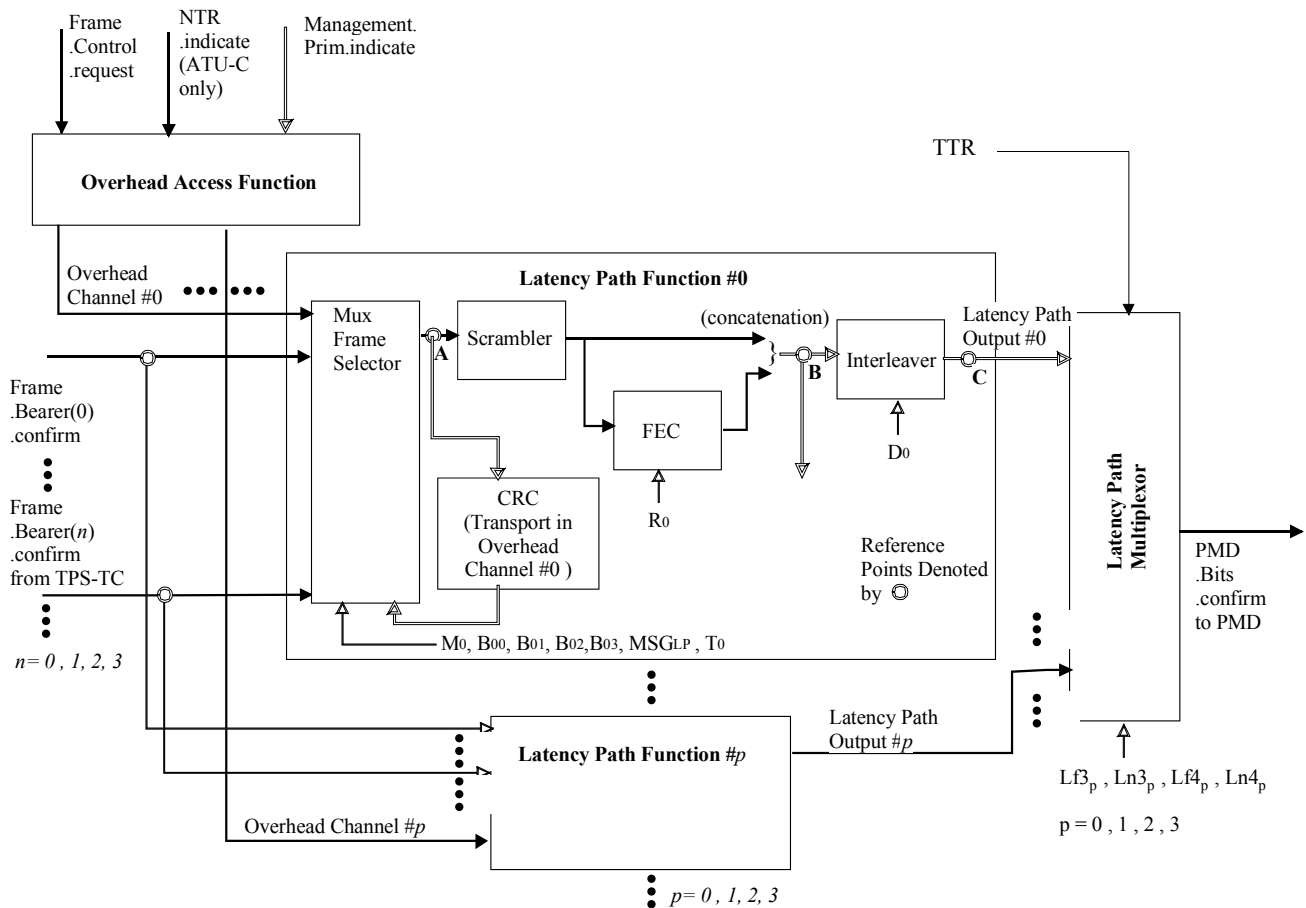 Frame
.Control
.request
NTR
.indicate
(ATU-C
only)
Management.
Prim.indicate
Overhead Access Function
TTR
Overhead
Channel #0
Latency Path Function #0
Mux
Frame
Selector
A
Scrambler
(concatenation)
}
B
Interleaver
Latency Path
Output #0
C
FEC
D0
R0
CRC
(Transport in
Overhead
Channel #0 )
Reference
Points Denoted
by
M0, B00, B01, B02,B03, MSGLP , T0
Frame
.Bearer(0)
.confirm
Frame
.Bearer(n)
.confirm
from TPS-TC
n= 0 , 1, 2, 3
Latency Path
Multiplexor
PMD
.Bits
.confirm
to PMD
Latency Path Function #p
Latency Path
Output #p
Overhead Channel #p
Lf3p , Ln3p , Lf4p , Ln4p
p = 0 , 1 , 2 , 3
p= 0 , 1, 2, 3